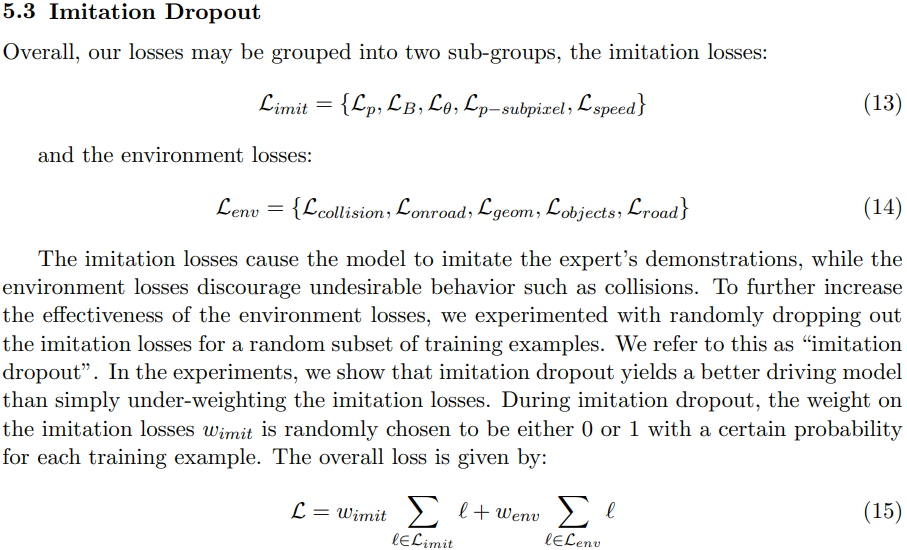 5.3 Imitation Dropout
Overall, our losses may be grouped into two sub-groups, the imitation losses:
$\mathcal{L}_{imit} = \{\mathcal{L}_p, \mathcal{L}_B, \mathcal{L}_\theta, \mathcal{L}_{p-subpixel}, \mathcal{L}_{speed}\}$ (13)
and the environment losses:
$\mathcal{L}_{env} = \{\mathcal{L}_{collision}, \mathcal{L}_{onroad}, \mathcal{L}_{geom}, \mathcal{L}_{objects}, \mathcal{L}_{road}\}$ (14)
The imitation losses cause the model to imitate the expert's demonstrations, while the
environment losses discourage undesirable behavior such as collisions. To further increase
the effectiveness of the environment losses, we experimented with randomly dropping out
the imitation losses for a random subset of training examples. We refer to this as “imitation
dropout”. In the experiments, we show that imitation dropout yields a better driving model
than simply under-weighting the imitation losses. During imitation dropout, the weight on
the imitation losses $w_{imit}$ is randomly chosen to be either 0 or 1 with a certain probability
for each training example. The overall loss is given by:
$\mathcal{L} = w_{imit} \sum_{\ell \in \mathcal{L}_{imit}} \ell + w_{env} \sum_{\ell \in \mathcal{L}_{env}} \ell$ (15)